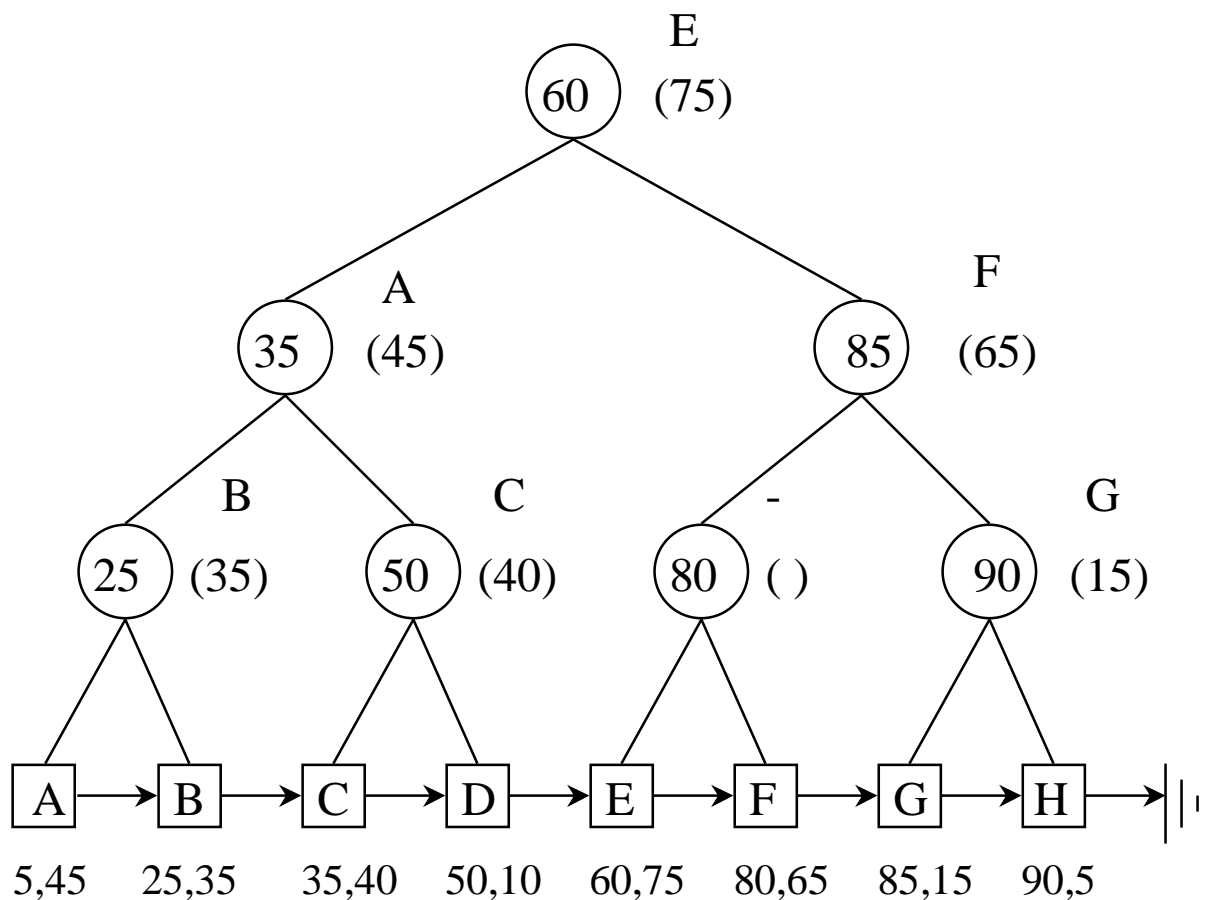 E
60 (75)
A F
35 (45) 85 (65)
B C - G
25 (35) 50 (40) 80 ( ) 90 (15)
A B C D E F G H
5,45 25,35 35,40 50,10 60,75 80,65 85,15 90,5